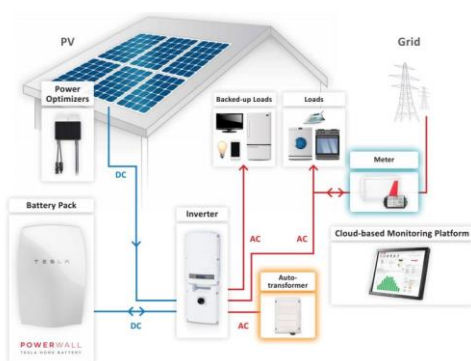 PV
Grid
Power
Optimizers
Backed-up Loads
Loads
DC
Meter
Battery Pack
Inverter
AC
AC
Cloud-based Monitoring Platform
Auto-
transformer
TESLA
DC
AC
POWERWALL
TESLA HOME BATTERY